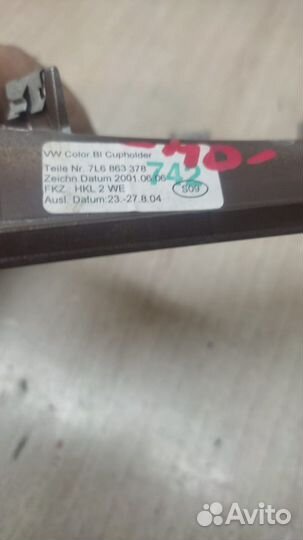 VW Color.Bl Cupholder
Teile Nr. 7L6 863 378
Zeichn.Datum 2001.06.06
FKZ. HKL 2 WE
Ausl. Datum:23.-27.8.04
742
S09
Avito